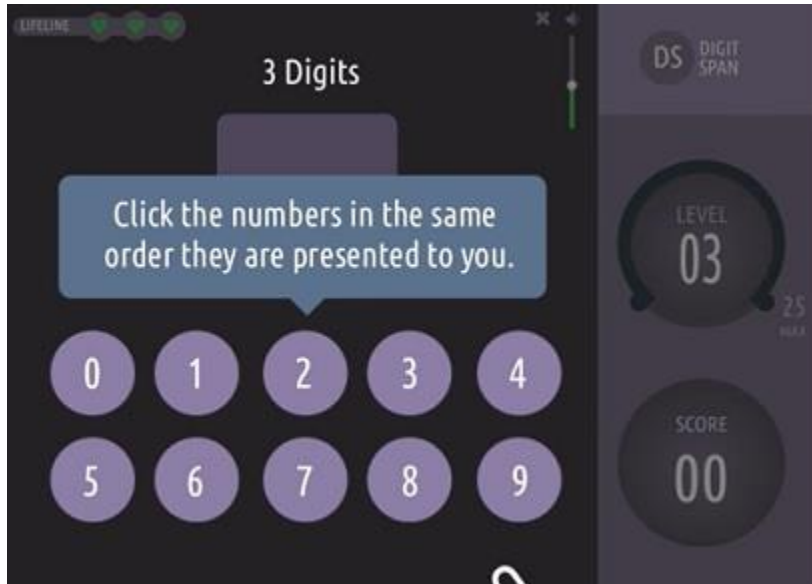 LIFELINE
3 Digits
Click the numbers in the same
order they are presented to you.
0 1 2 3 4
5 6 7 8 9
DS DIGIT
SPAN
LEVEL
03
25
MAX
SCORE
00